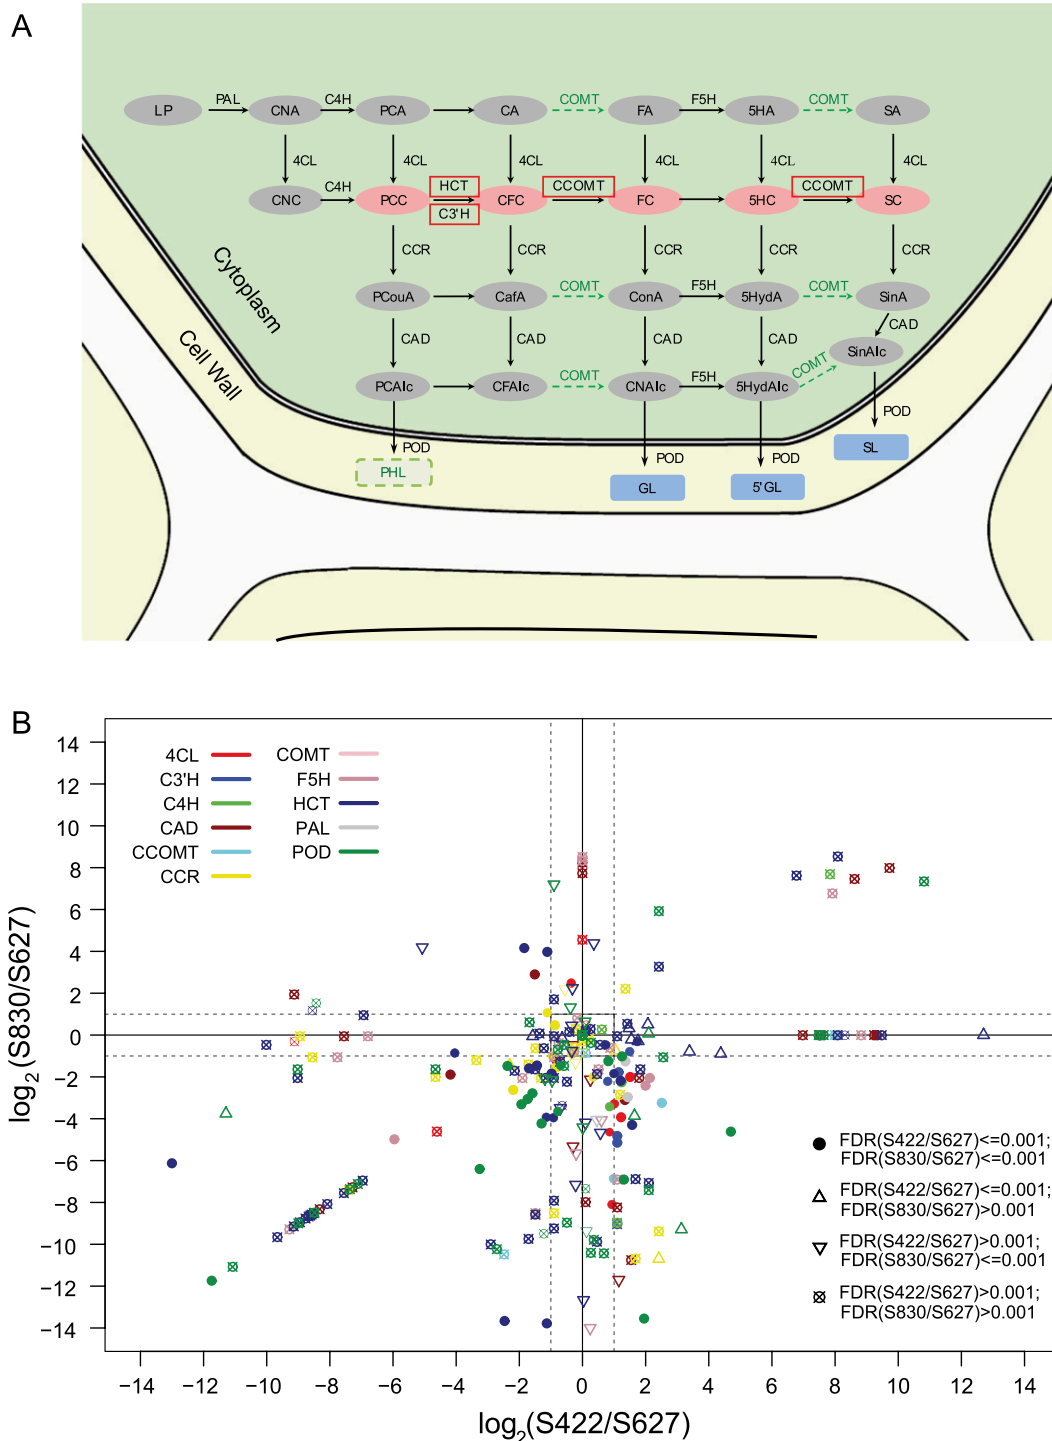 A
LP PAL CNA C4H PCA CA COMT FA F5H 5HA COMT SA
4CL 4CL 4CL 4CL 4CL 4CL
HCT CCOMT CCOMT
CNC C4H PCC CFC FC 5HC SC
C3'H
CCR CCR CCR CCR CCR
Cytoplasm
PCouA CafA COMT ConA F5H 5HydA COMT SinA
CAD CAD CAD CAD CAD
Cell Wall
COMT SinAlc
PCAlc CFAlc COMT CNAlc F5H 5HydAlc
POD POD POD POD
SL
PHL GL 5'GL
B
14
12
10
8
6
4
2
0
−2
−4
−6
−8
−10
−12
−14
log2(S830/S627)
4CL COMT
C3'H F5H
C4H HCT
CAD PAL
CCOMT POD
CCR
FDR(S422/S627)<=0.001;
FDR(S830/S627)<=0.001
FDR(S422/S627)<=0.001;
FDR(S830/S627)>0.001
FDR(S422/S627)>0.001;
FDR(S830/S627)<=0.001
FDR(S422/S627)>0.001;
FDR(S830/S627)>0.001
−14 −12 −10 −8 −6 −4 −2 0 2 4 6 8 10 12 14
log2(S422/S627)